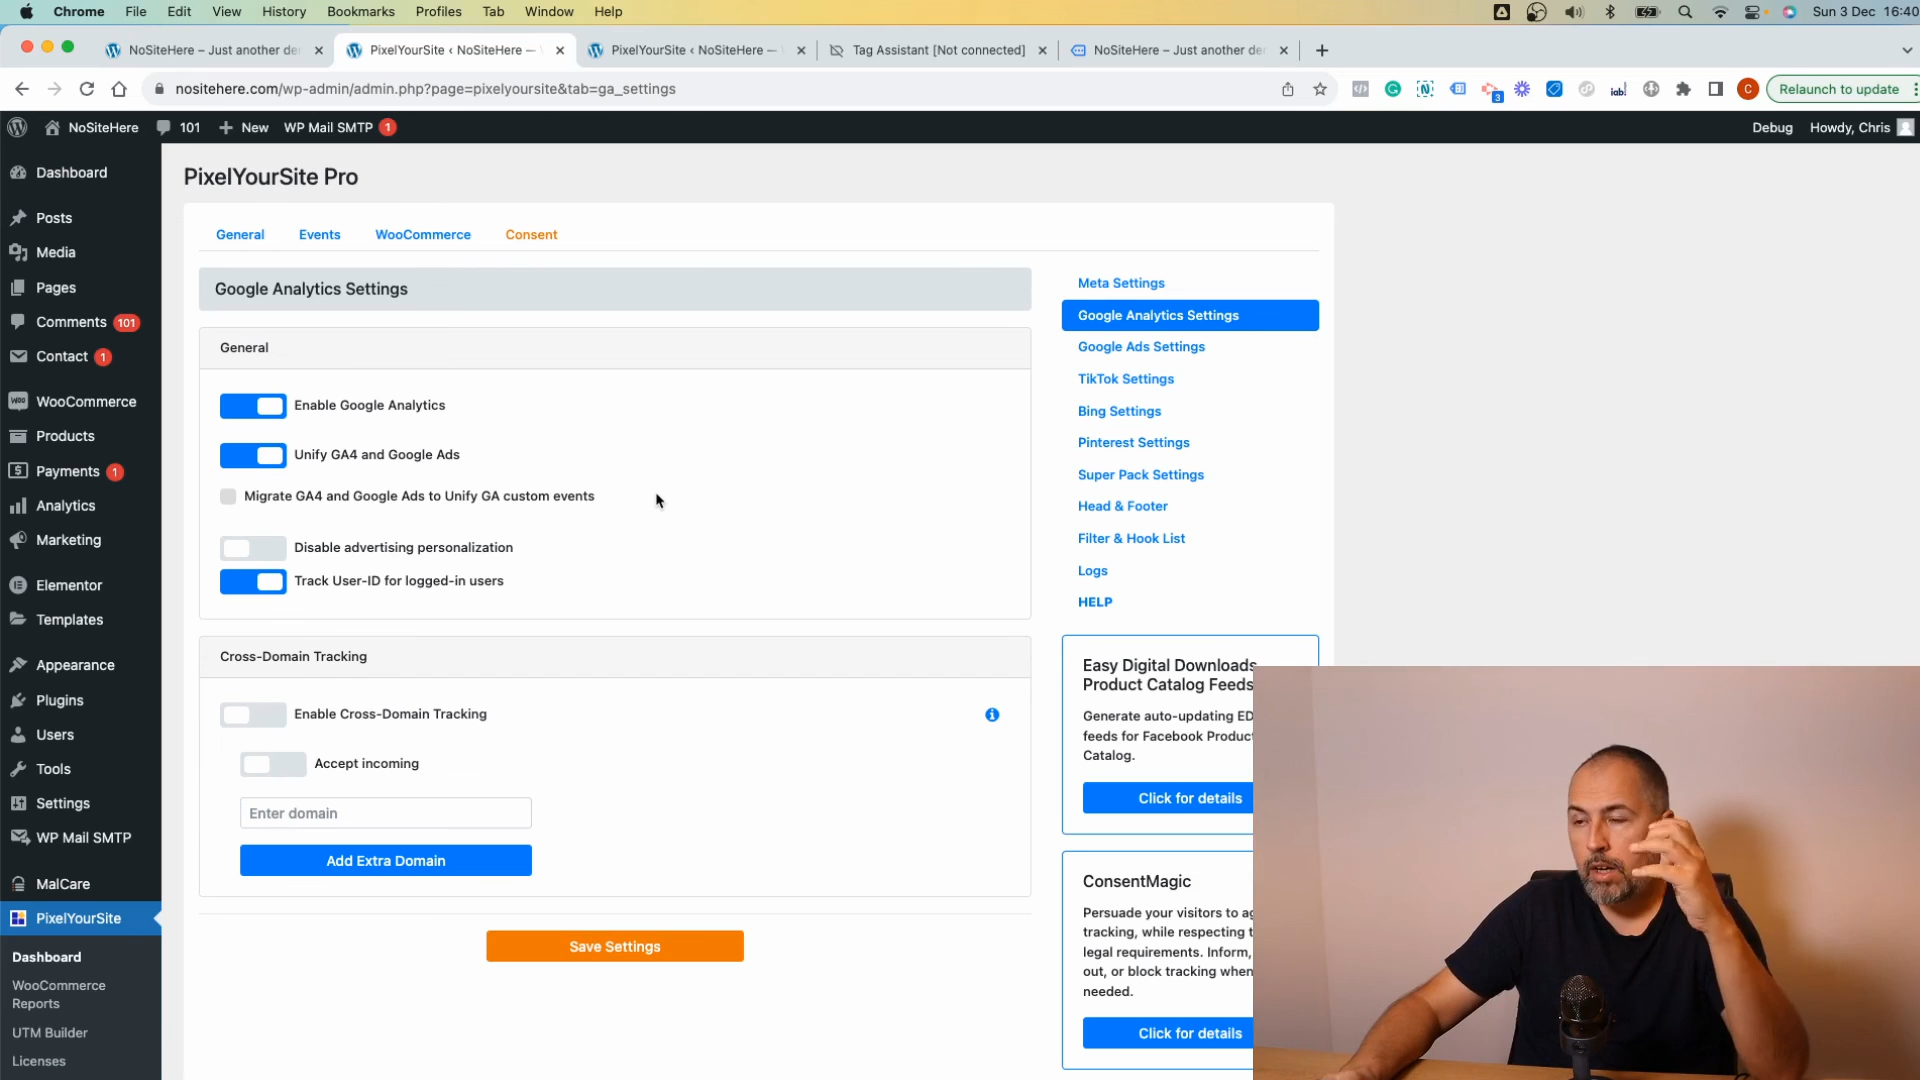 Chrome File Edit View History Bookmarks Profiles Tab Window Help Sun 3 Dec 16:40
NoSiteHere – Just another der
PixelYourSite ‹ NoSiteHere —
PixelYourSite ‹ NoSiteHere —
Tag Assistant [Not connected]
NoSiteHere – Just another der
nositehere.com/wp-admin/admin.php?page=pixelyoursite&tab=ga_settings
iab!
3
C
Relaunch to update
NoSiteHere 101 New WP Mail SMTP 1 Debug Howdy, Chris
Dashboard
Posts
Media
Pages
Comments 101
Contact 1
WooCommerce
Products
Payments 1
Analytics
Marketing
Elementor
Templates
Appearance
Plugins
Users
Tools
Settings
WP Mail SMTP
MalCare
PixelYourSite
Dashboard
WooCommerce
Reports
UTM Builder
Licenses
PixelYourSite Pro
General Events WooCommerce Consent
Google Analytics Settings
General
Enable Google Analytics
Unify GA4 and Google Ads
Migrate GA4 and Google Ads to Unify GA custom events
Disable advertising personalization
Track User-ID for logged-in users
Cross-Domain Tracking
Enable Cross-Domain Tracking
Accept incoming
Enter domain
Add Extra Domain
Save Settings
Meta Settings
Google Analytics Settings
Google Ads Settings
TikTok Settings
Bing Settings
Pinterest Settings
Super Pack Settings
Head & Footer
Filter & Hook List
Logs
HELP
Easy Digital Downloads
Product Catalog Feeds
Generate auto-updating ED
feeds for Facebook Produc
Catalog.
Click for details
ConsentMagic
Persuade your visitors to ag
tracking, while respecting t
legal requirements. Inform,
out, or block tracking when
needed.
Click for details